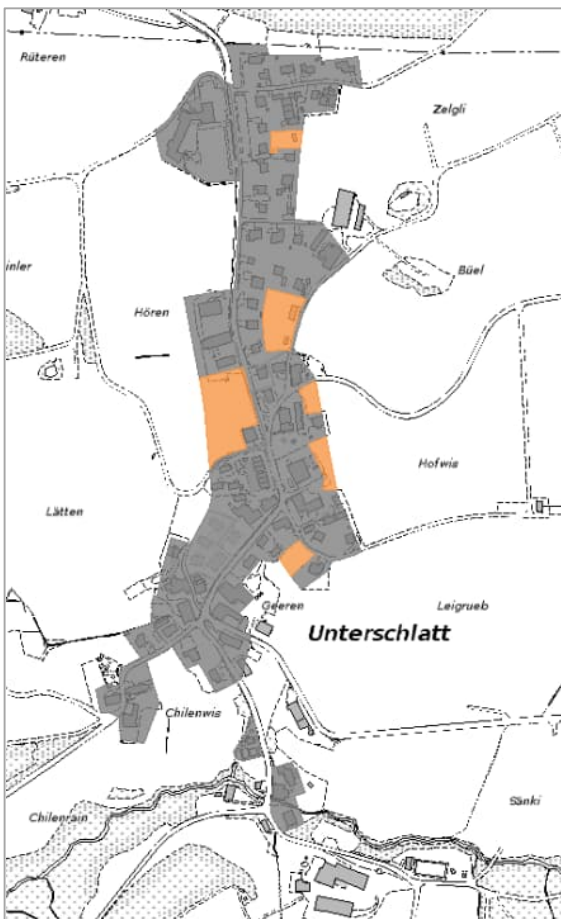 Rüteren
Zelgli
inler
Büel
Hören
Hofwis
Lätten
Geeren
Leigrueb
Unterschlatt
Chilenwis
Sänki
Chilenrain